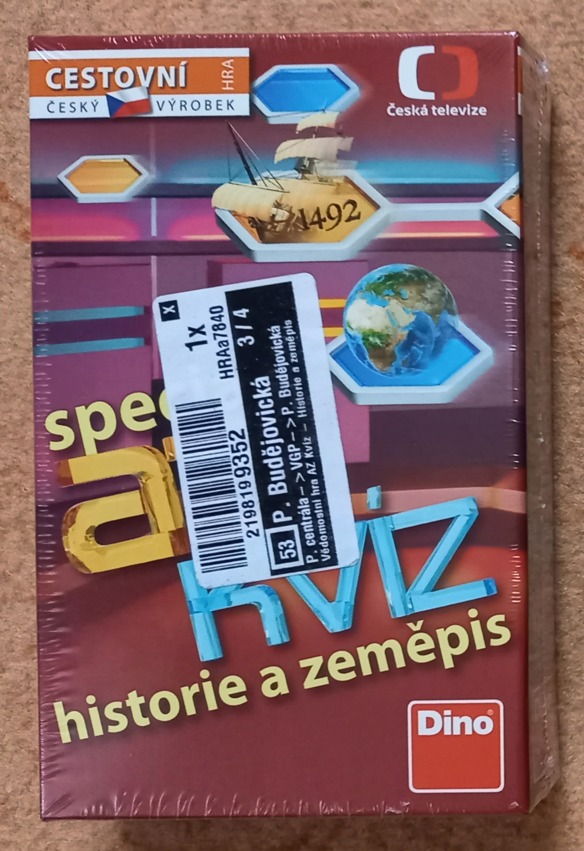 CESTOVNÍ
HRA
ČESKÝ VÝROBEK
Česká televize
1492
X
1x
HRAa7840
2198199352
3 / 4
53 P. Budějovická
P. centrála -> VGP -> P. Budějovická
Vědomostní hra AZ Kvíz – Historie a zeměpis
kvíz
historie a zeměpis
Dino